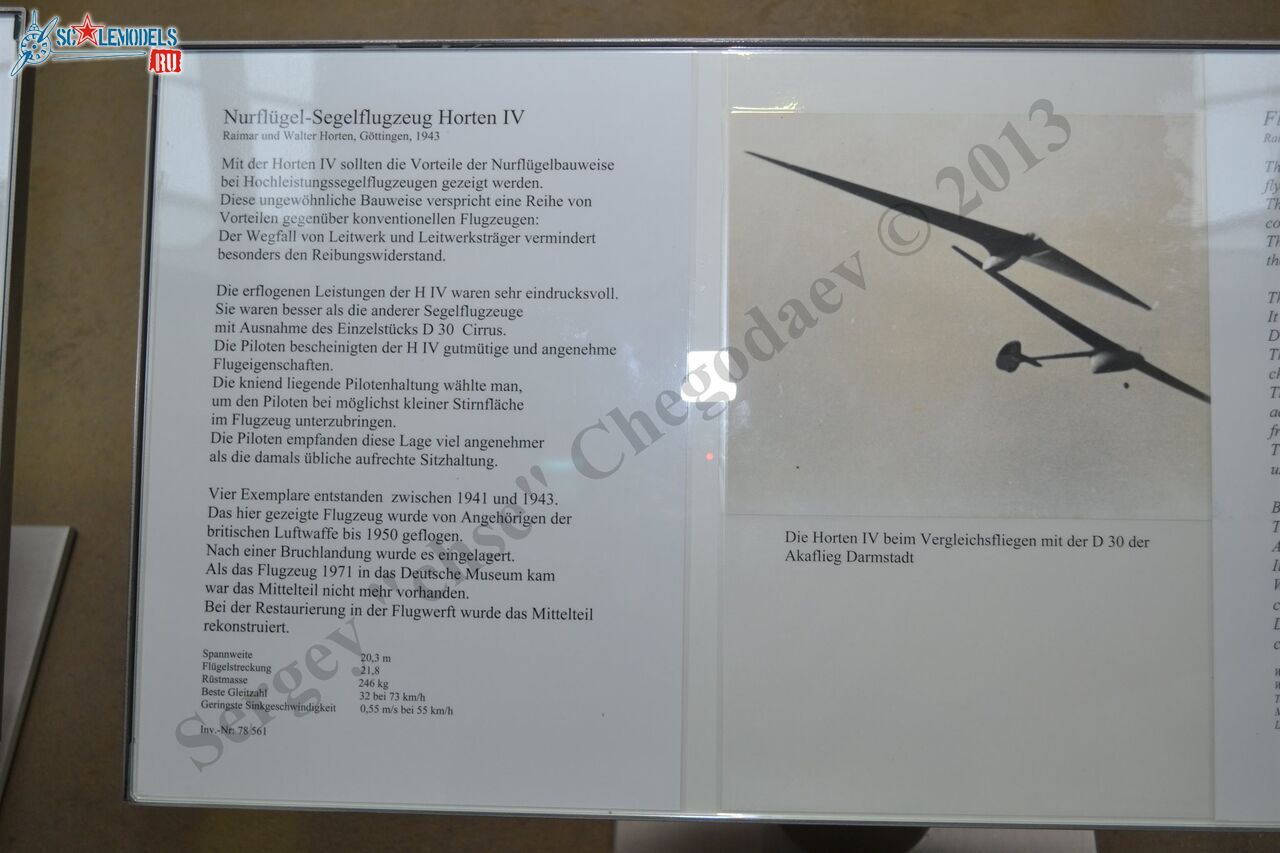 SCALEMODELS
RU
Nurflügel-Segelflugzeug Horten IV
Raimar und Walter Horten, Göttingen, 1943
Mit der Horten IV sollten die Vorteile der Nurflügelbauweise
bei Hochleistungssegelflugzeugen gezeigt werden.
Diese ungewöhnliche Bauweise verspricht eine Reihe von
Vorteilen gegenüber konventionellen Flugzeugen:
Der Wegfall von Leitwerk und Leitwerksträger vermindert
besonders den Reibungswiderstand.
Die erflogenen Leistungen der H IV waren sehr eindrucksvoll.
Sie waren besser als die anderer Segelflugzeuge
mit Ausnahme des Einzelstücks D 30 Cirrus.
Die Piloten bescheinigten der H IV gutmütige und angenehme
Flugeigenschaften.
Die kniend liegende Pilotenhaltung wählte man,
um den Piloten bei möglichst kleiner Stirnfläche
im Flugzeug unterzubringen.
Die Piloten empfanden diese Lage viel angenehmer
als die damals übliche aufrechte Sitzhaltung.
Vier Exemplare entstanden zwischen 1941 und 1943.
Das hier gezeigte Flugzeug wurde von Angehörigen der
britischen Luftwaffe bis 1950 geflogen.
Nach einer Bruchlandung wurde es eingelagert.
Als das Flugzeug 1971 in das Deutsche Museum kam
war das Mittelteil nicht mehr vorhanden.
Bei der Restaurierung in der Flugwerft wurde das Mittelteil
rekonstruiert.
Spannweite 20,3 m
Flügelstreckung 21,8
Rüstmasse 246 kg
Beste Gleitzahl 32 bei 73 km/h
Geringste Sinkgeschwindigkeit 0,55 m/s bei 55 km/h
Inv.-Nr: 78/561
Die Horten IV beim Vergleichsfliegen mit der D 30 der
Akaflieg Darmstadt
Sergey "chse" Chegodaev © 2013